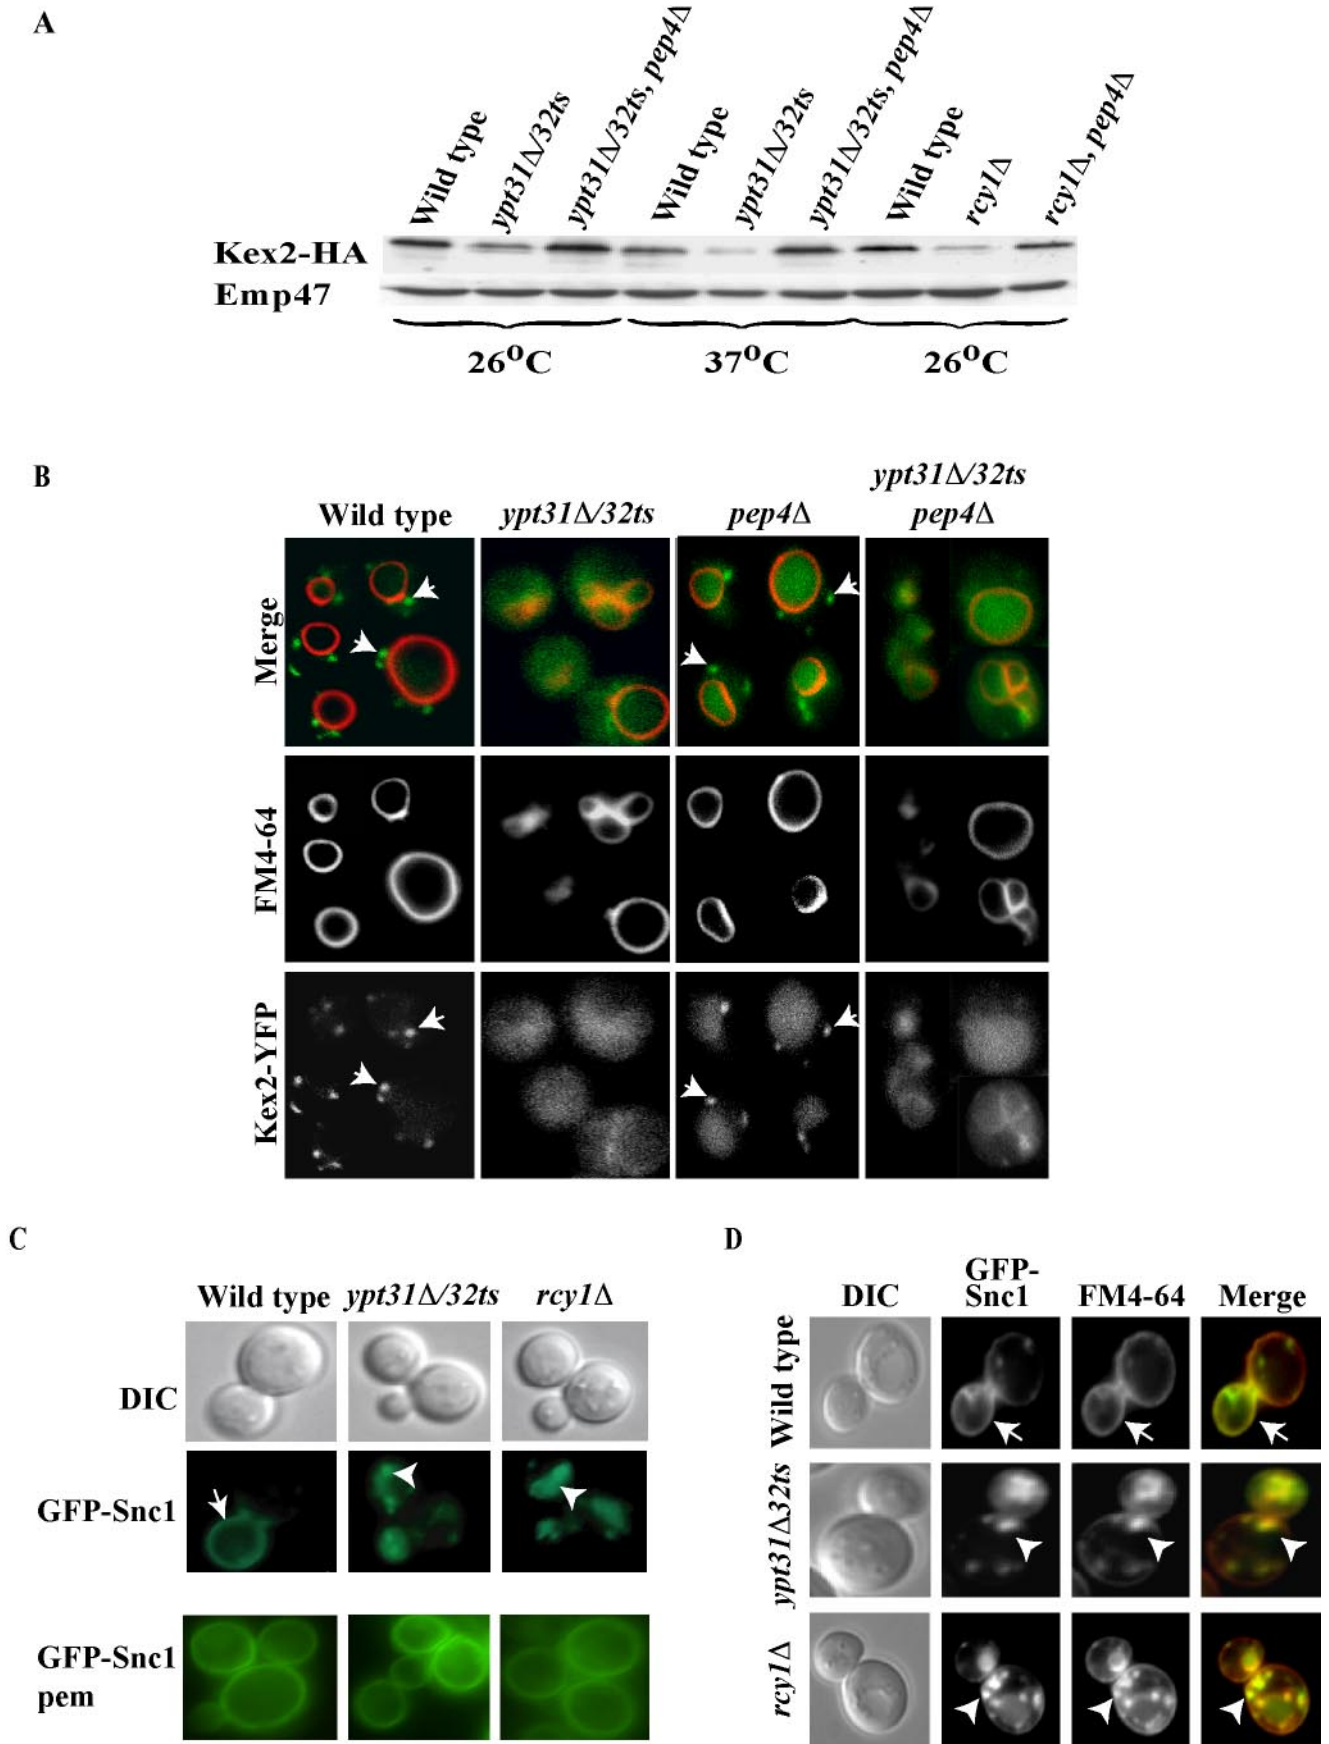 A
Wild type
ypt31Δ/32ts
ypt31Δ/32ts, pep4Δ
Wild type
ypt31Δ/32ts
ypt31Δ/32ts, pep4Δ
Wild type
rcy1Δ
rcy1Δ, pep4Δ
Kex2-HA
Emp47
26°C 37°C 26°C
B
Wild type ypt31Δ/32ts pep4Δ ypt31Δ/32ts
pep4Δ
Merge
FM4-64
Kex2-YFP
C
Wild type ypt31Δ/32ts rcy1Δ
DIC
GFP-Snc1
GFP-Snc1
pem
D
DIC GFP-
Snc1 FM4-64 Merge
Wild type
ypt31Δ32ts
rcy1Δ